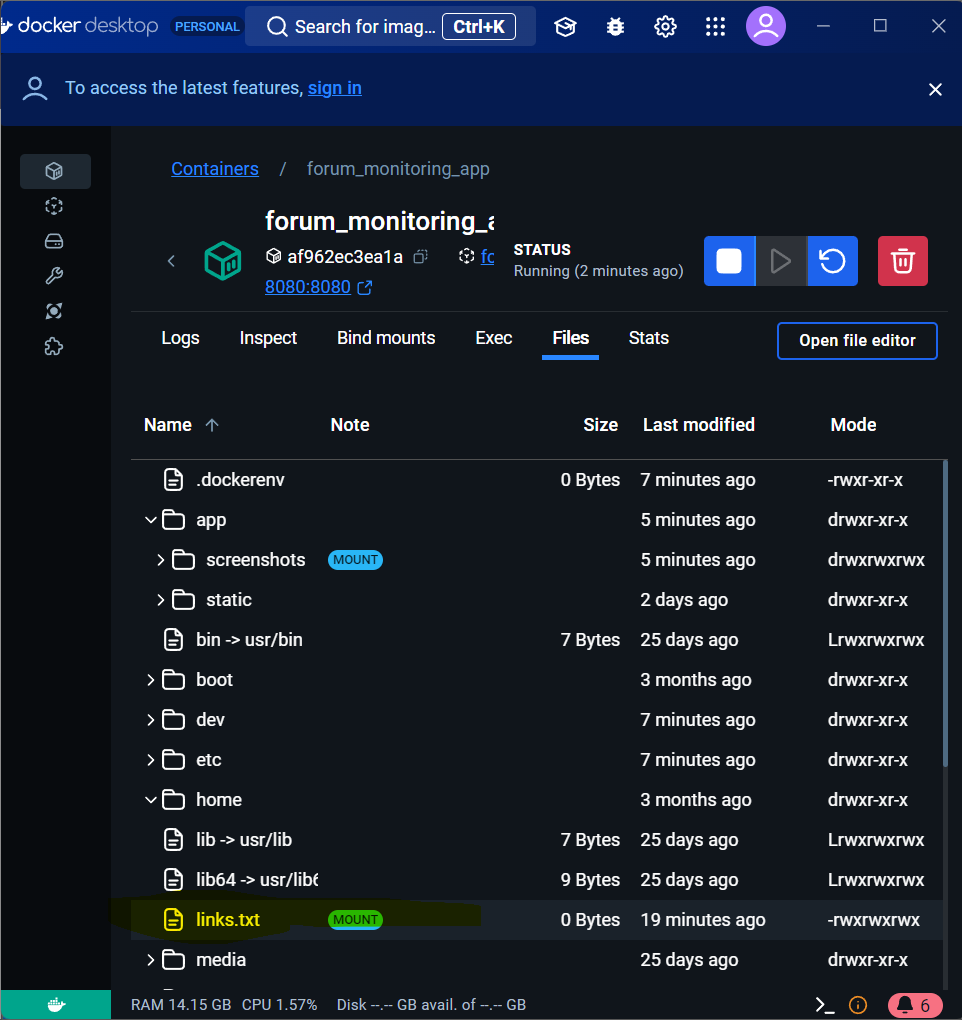 docker desktop PERSONAL Search for imag... Ctrl+K
To access the latest features, sign in
Containers / forum_monitoring_app
forum_monitoring_a
af962ec3ea1a fc
8080:8080
STATUS
Running (2 minutes ago)
Logs Inspect Bind mounts Exec Files Stats Open file editor
Name Note Size Last modified Mode
.dockerenv 0 Bytes 7 minutes ago -rwxr-xr-x
app 5 minutes ago drwxr-xr-x
screenshots MOUNT 5 minutes ago drwxrwxrwx
static 2 days ago drwxr-xr-x
bin -> usr/bin 7 Bytes 25 days ago Lrwxrwxrwx
boot 3 months ago drwxr-xr-x
dev 7 minutes ago drwxr-xr-x
etc 7 minutes ago drwxr-xr-x
home 3 months ago drwxr-xr-x
lib -> usr/lib 7 Bytes 25 days ago Lrwxrwxrwx
lib64 -> usr/lib6 9 Bytes 25 days ago Lrwxrwxrwx
links.txt MOUNT 0 Bytes 19 minutes ago -rwxrwxrwx
media 25 days ago drwxr-xr-x
RAM 14.15 GB CPU 1.57% Disk --.-- GB avail. of --.-- GB 6